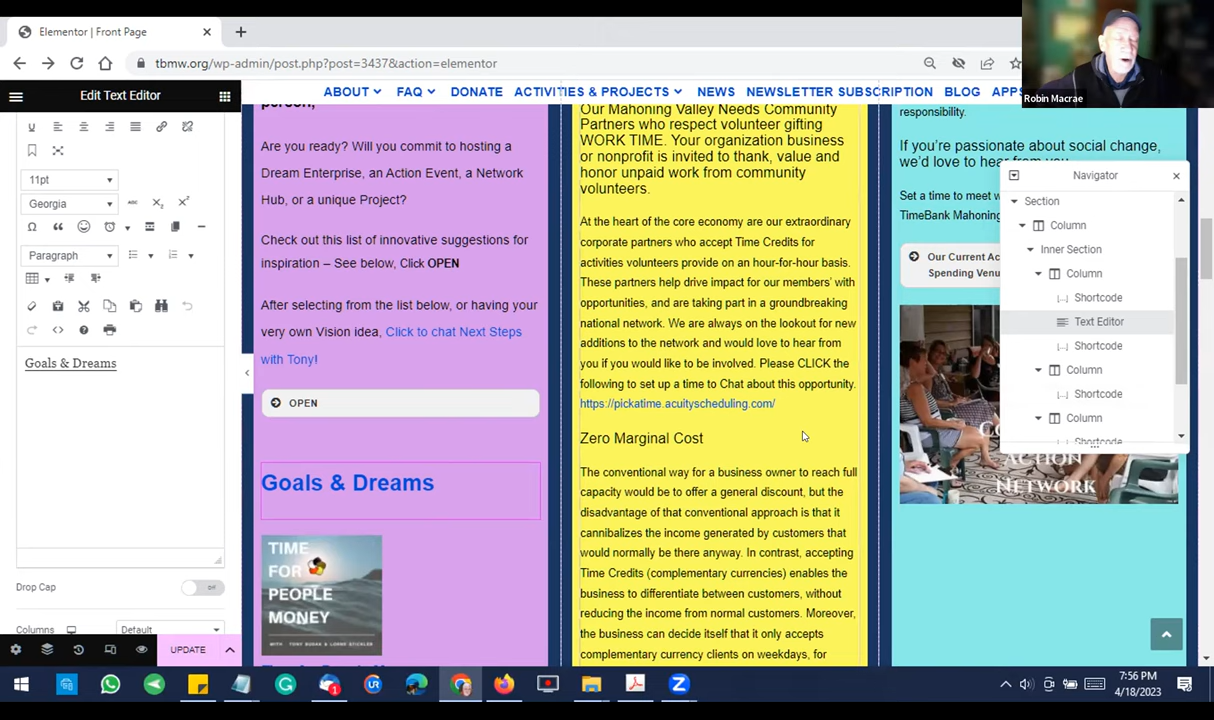 Elementor | Front Page
tbmw.org/wp-admin/post.php?post=3437&action=elementor
Robin Macrae
Edit Text Editor
ABOUT
FAQ
DONATE
ACTIVITIES & PROJECTS
NEWS
NEWSLETTER SUBSCRIPTION
BLOG
APPS
11pt
Georgia
Paragraph
Goals & Dreams
Drop Cap
Columns
Default
UPDATE
person,
Are you ready? Will you commit to hosting a
Dream Enterprise, an Action Event, a Network
Hub, or a unique Project?
Check out this list of innovative suggestions for
inspiration – See below, Click OPEN
After selecting from the list below, or having your
very own Vision idea, Click to chat Next Steps
with Tony!
OPEN
Goals & Dreams
TIME
FOR
PEOPLE
MONEY
Our Mahoning Valley Needs Community
Partners who respect volunteer gifting
WORK TIME. Your organization business
or nonprofit is invited to thank, value and
honor unpaid work from community
volunteers.
At the heart of the core economy are our extraordinary
corporate partners who accept Time Credits for
activities volunteers provide on an hour-for-hour basis.
These partners help drive impact for our members' with
opportunities, and are taking part in a groundbreaking
national network. We are always on the lookout for new
additions to the network and would love to hear from
you if you would like to be involved. Please CLICK the
following to set up a time to Chat about this opportunity.
https://pickatime.acuityscheduling.com/
Zero Marginal Cost
The conventional way for a business owner to reach full
capacity would be to offer a general discount, but the
disadvantage of that conventional approach is that it
cannibalizes the income generated by customers that
would normally be there anyway. In contrast, accepting
Time Credits (complementary currencies) enables the
business to differentiate between customers, without
reducing the income from normal customers. Moreover,
the business can decide itself that it only accepts
complementary currency clients on weekdays, for
responsibility.
If you're passionate about social change,
we'd love to hear from you
Set a time to meet w
TimeBank Mahoning
Our Current Ac
Spending Venu
ACTION
NETWORK
Navigator
Section
Column
Inner Section
Column
Shortcode
Text Editor
Shortcode
Column
Shortcode
Column
Shortcode
7:56 PM
4/18/2023